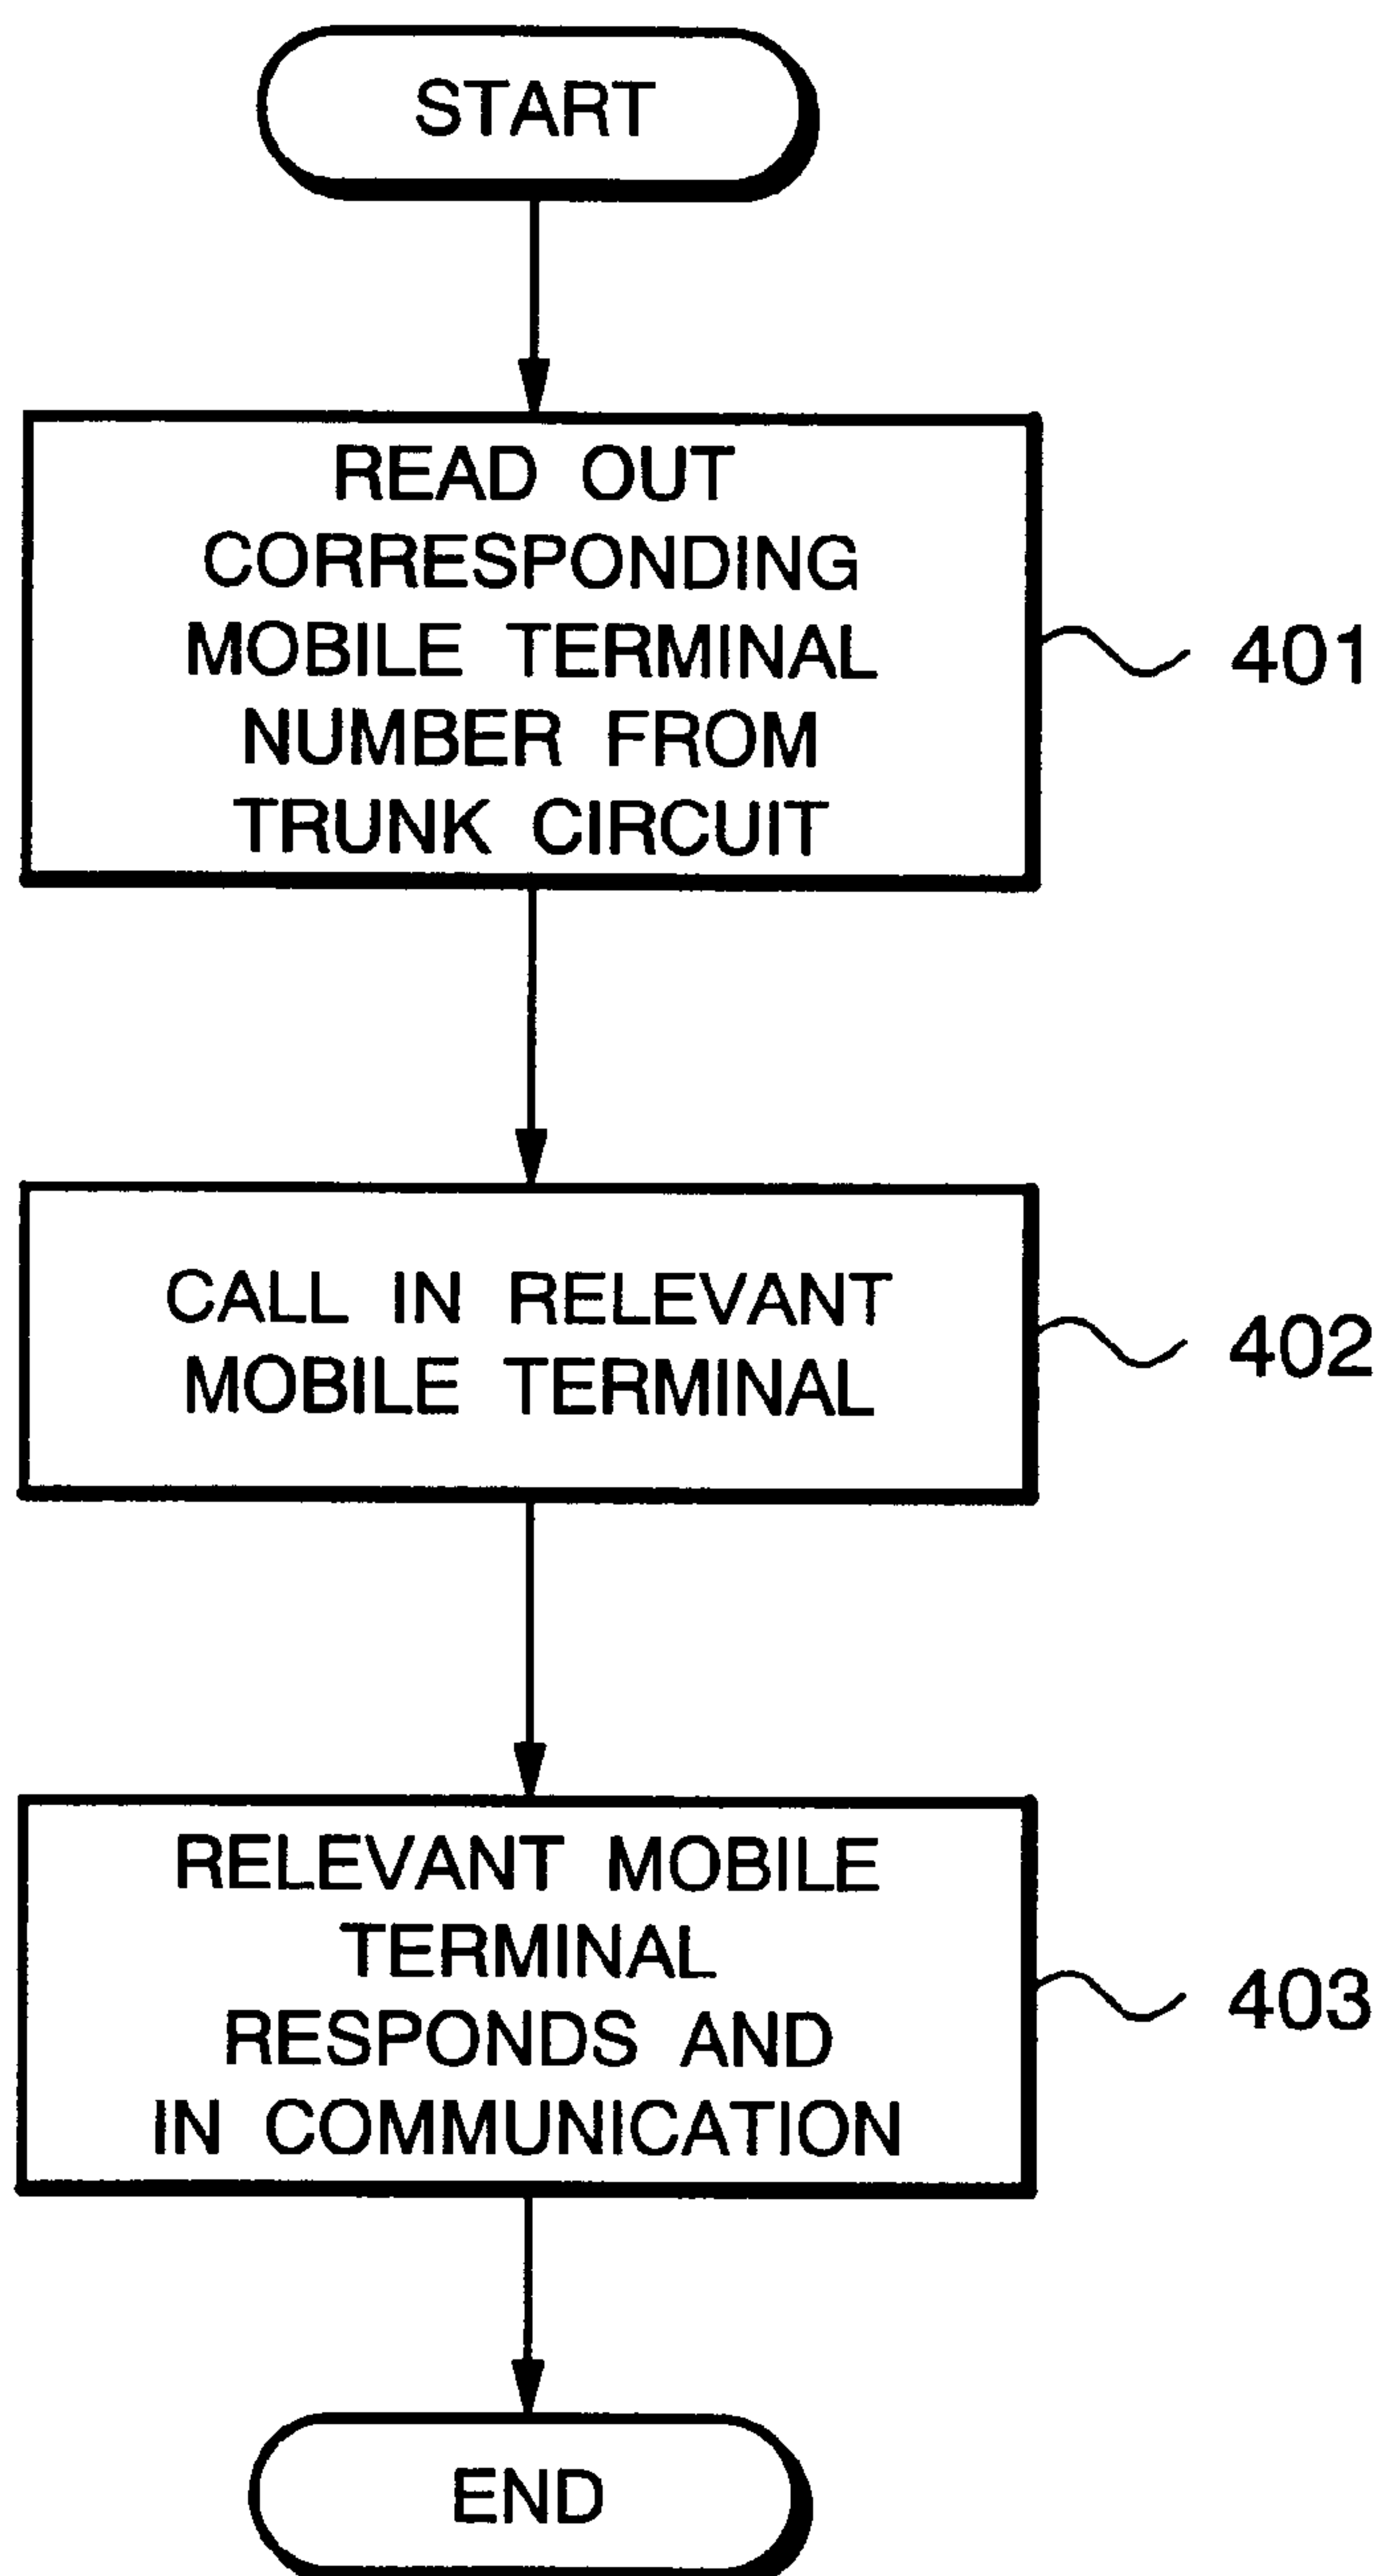 START
READ OUT
CORRESPONDING
MOBILE TERMINAL
NUMBER FROM
TRUNK CIRCUIT
401
CALL IN RELEVANT
MOBILE TERMINAL
402
RELEVANT MOBILE
TERMINAL
RESPONDS AND
IN COMMUNICATION
403
END